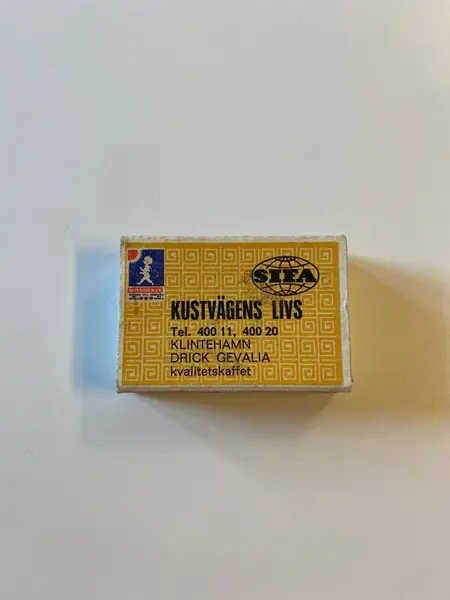 SIFA
KUSTVÄGENS LIVS
Tel. 400 11, 400 20
KLINTEHAMN
DRICK GEVALIA
kvalitetskaffet